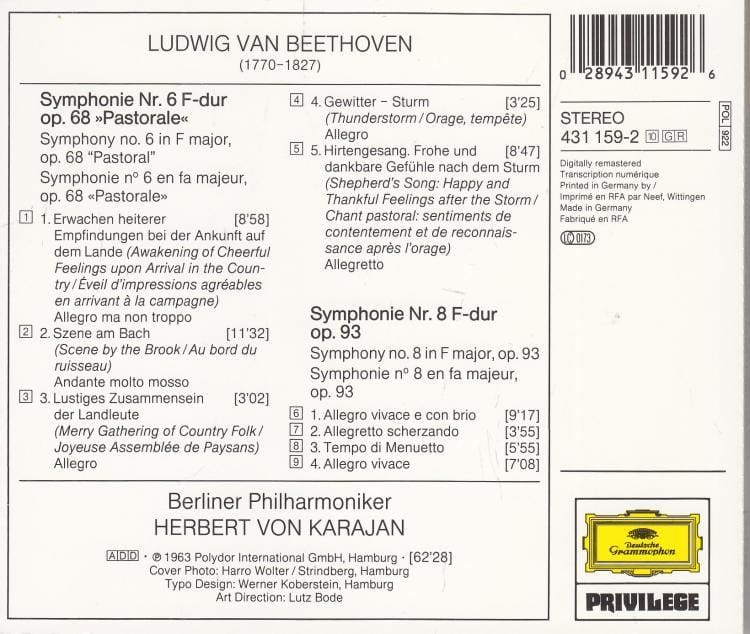 LUDWIG VAN BEETHOVEN
(1770–1827)
Symphonie Nr. 6 F-dur
op. 68 »Pastorale«
Symphony no. 6 in F major,
op. 68 “Pastoral”
Symphonie n° 6 en fa majeur,
op. 68 «Pastorale»
1 1. Erwachen heiterer [8'58]
Empfindungen bei der Ankunft auf
dem Lande (Awakening of Cheerful
Feelings upon Arrival in the Coun-
try / Éveil d'impressions agréables
en arrivant à la campagne)
Allegro ma non troppo
2 2. Szene am Bach [11'32]
(Scene by the Brook / Au bord du
ruisseau)
Andante molto mosso
3 3. Lustiges Zusammensein [3'02]
der Landleute
(Merry Gathering of Country Folk /
Joyeuse Assemblée de Paysans)
Allegro
4 4. Gewitter – Sturm [3'25]
(Thunderstorm / Orage, tempête)
Allegro
5 5. Hirtengesang. Frohe und [8'47]
dankbare Gefühle nach dem Sturm
(Shepherd's Song: Happy and
Thankful Feelings after the Storm /
Chant pastoral: sentiments de
contentement et de reconnais-
sance après l'orage)
Allegretto
Symphonie Nr. 8 F-dur
op. 93
Symphony no. 8 in F major, op. 93
Symphonie n° 8 en fa majeur,
op. 93
6 1. Allegro vivace e con brio [9'17]
7 2. Allegretto scherzando [3'55]
8 3. Tempo di Menuetto [5'55]
9 4. Allegro vivace [7'08]
Berliner Philharmoniker
HERBERT VON KARAJAN
ADD · ℗ 1963 Polydor International GmbH, Hamburg · [62'28]
Cover Photo: Harro Wolter / Strindberg, Hamburg
Typo Design: Werner Koberstein, Hamburg
Art Direction: Lutz Bode
0 28943 11592 6
STEREO
431 159-2 10 GR
POL 922
Digitally remastered
Transcription numérique
Printed in Germany by /
Imprimé en RFA par Neef, Wittingen
Made in Germany
Fabriqué en RFA
LC 0173
Deutsche
Grammophon
PRIVILEGE